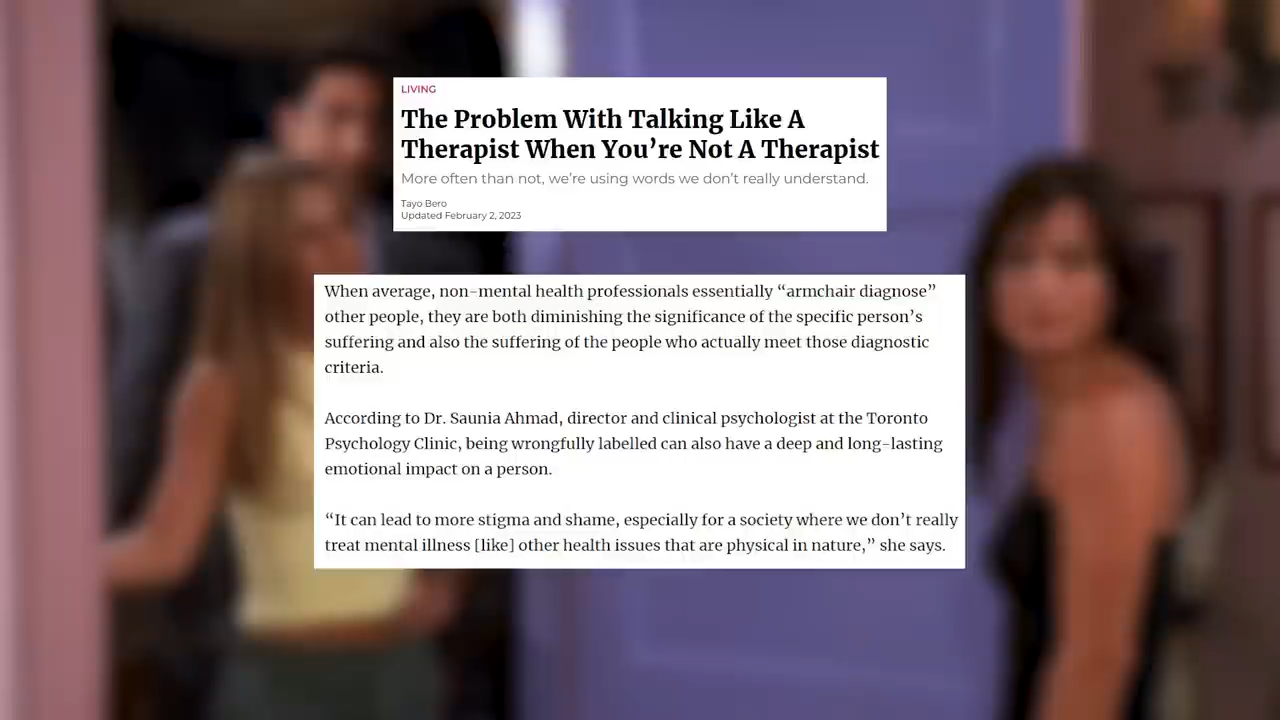 LIVING
The Problem With Talking Like A
Therapist When You’re Not A Therapist
More often than not, we’re using words we don’t really understand.
Tayo Bero
Updated February 2, 2023
When average, non-mental health professionals essentially “armchair diagnose”
other people, they are both diminishing the significance of the specific person’s
suffering and also the suffering of the people who actually meet those diagnostic
criteria.
According to Dr. Saunia Ahmad, director and clinical psychologist at the Toronto
Psychology Clinic, being wrongfully labelled can also have a deep and long-lasting
emotional impact on a person.
“It can lead to more stigma and shame, especially for a society where we don’t really
treat mental illness [like] other health issues that are physical in nature,” she says.